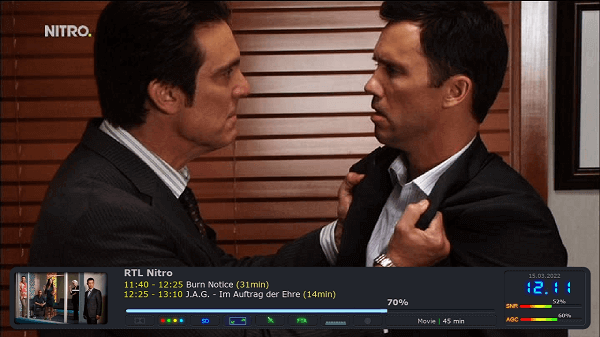 NITRO.
RTL Nitro
11:40 - 12:25 Burn Notice (31min)
12:25 - 13:10 J.A.G. - Im Auftrag der Ehre (14min)
70%
SD
FTA
Movie | 45 min
15.03.2022
12.11
SNR 52%
AGC 60%